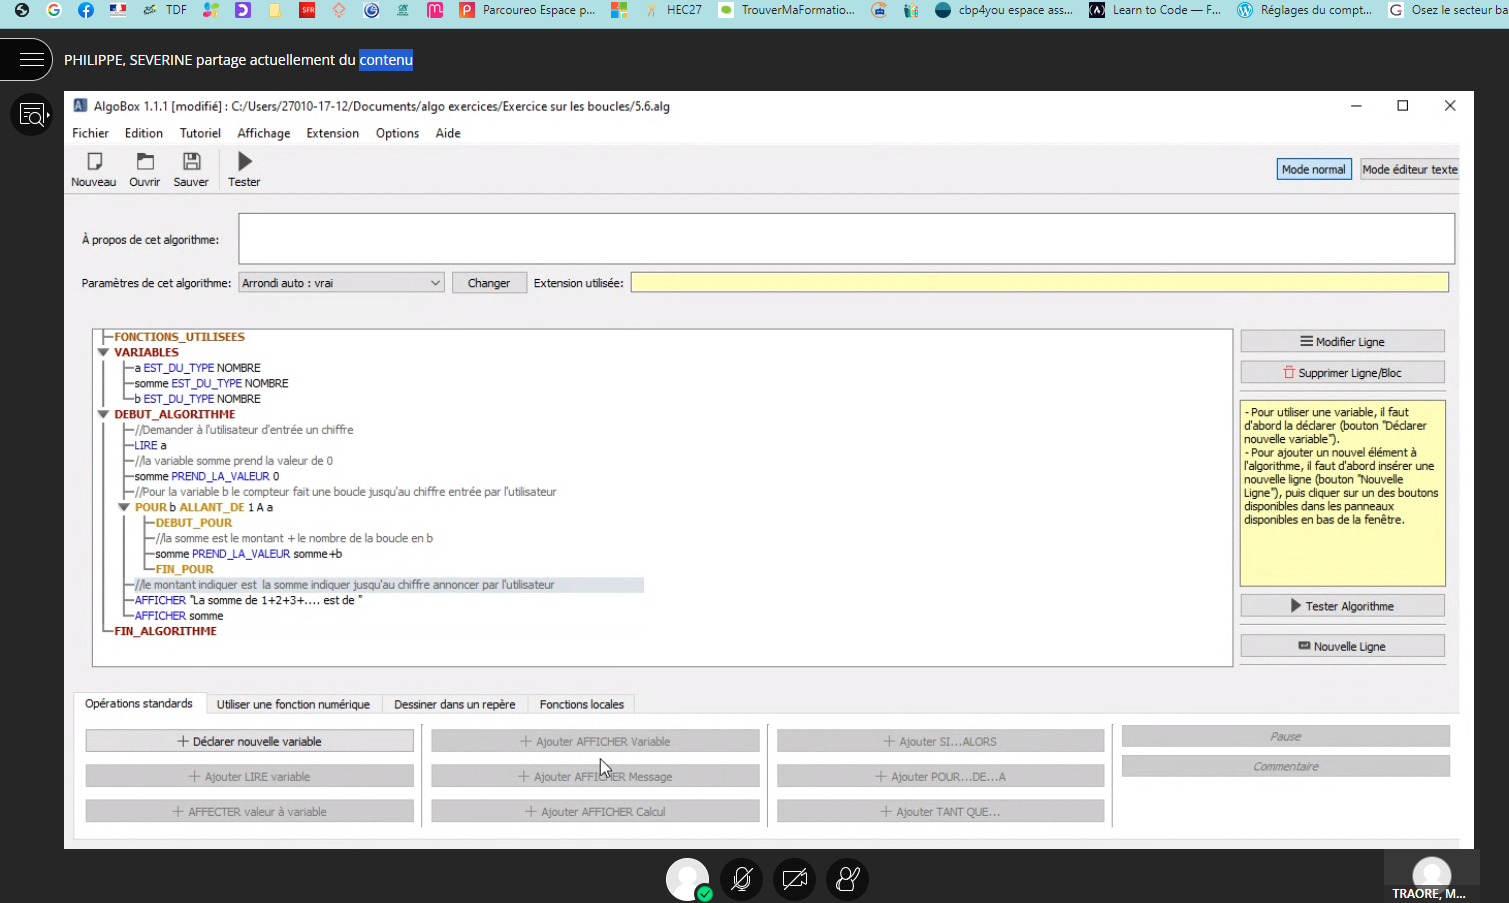 TDF
SFR
Parcoureo Espace p...
HEC27
TrouverMaFormatio...
cbp4you espace ass...
Learn to Code — F...
Réglages du compt...
Osez le secteur ba
PHILIPPE, SEVERINE partage actuellement du contenu
AlgoBox 1.1.1 [modifié] : C:/Users/27010-17-12/Documents/algo exercices/Exercice sur les boucles/5.6.alg
Fichier Edition Tutoriel Affichage Extension Options Aide
Nouveau Ouvrir Sauver Tester
Mode normal Mode éditeur texte
À propos de cet algorithme:
Paramètres de cet algorithme: Arrondi auto : vrai Changer Extension utilisée:
FONCTIONS_UTILISEES
VARIABLES
a EST_DU_TYPE NOMBRE
somme EST_DU_TYPE NOMBRE
b EST_DU_TYPE NOMBRE
DEBUT_ALGORITHME
//Demander à l'utilisateur d'entrée un chiffre
LIRE a
//la variable somme prend la valeur de 0
somme PREND_LA_VALEUR 0
//Pour la variable b le compteur fait une boucle jusqu'au chiffre entrée par l'utilisateur
POUR b ALLANT_DE 1 A a
DEBUT_POUR
//la somme est le montant + le nombre de la boucle en b
somme PREND_LA_VALEUR somme+b
FIN_POUR
//le montant indiquer est la somme indiquer jusqu'au chiffre annoncer par l'utilisateur
AFFICHER "La somme de 1+2+3+.... est de "
AFFICHER somme
FIN_ALGORITHME
Modifier Ligne
Supprimer Ligne/Bloc
- Pour utiliser une variable, il faut
d'abord la déclarer (bouton "Déclarer
nouvelle variable").
- Pour ajouter un nouvel élément à
l'algorithme, il faut d'abord insérer une
nouvelle ligne (bouton "Nouvelle
Ligne"), puis cliquer sur un des boutons
disponibles dans les panneaux
disponibles en bas de la fenêtre.
Tester Algorithme
Nouvelle Ligne
Opérations standards Utiliser une fonction numérique Dessiner dans un repère Fonctions locales
Déclarer nouvelle variable
Ajouter LIRE variable
AFFECTER valeur à variable
Ajouter AFFICHER Variable
Ajouter AFFICHER Message
Ajouter AFFICHER Calcul
Ajouter SI...ALORS
Ajouter POUR...DE...A
Ajouter TANT QUE...
Pause
Commentaire
TRAORE, M...